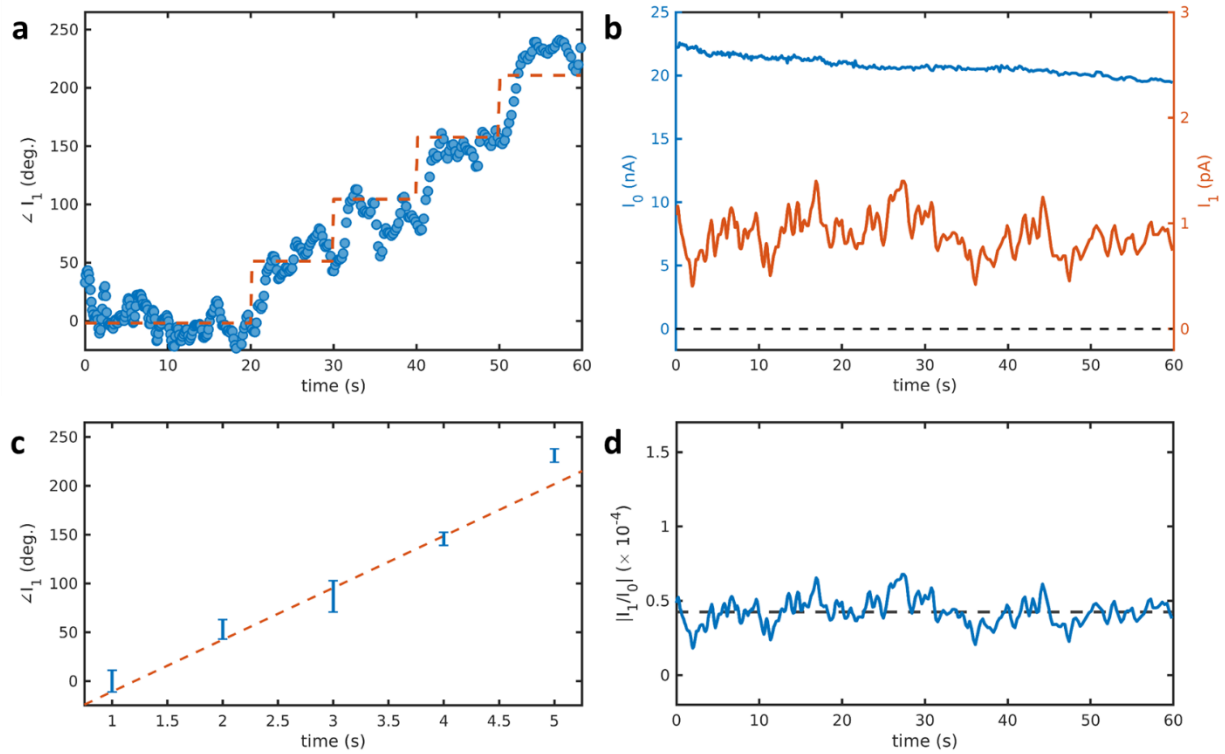 a
250
200
150
100
50
0
∠ I₁ (deg.)
0 10 20 30 40 50 60
time (s)
b
25
20
15
10
5
0
I₀ (nA)
3
2
1
0
I₁ (pA)
0 10 20 30 40 50 60
time (s)
c
250
200
150
100
50
0
∠I₁ (deg.)
1 1.5 2 2.5 3 3.5 4 4.5 5
time (s)
d
1.5
1
0.5
0
|I₁/I₀| (× 10⁻⁴)
0 10 20 30 40 50 60
time (s)